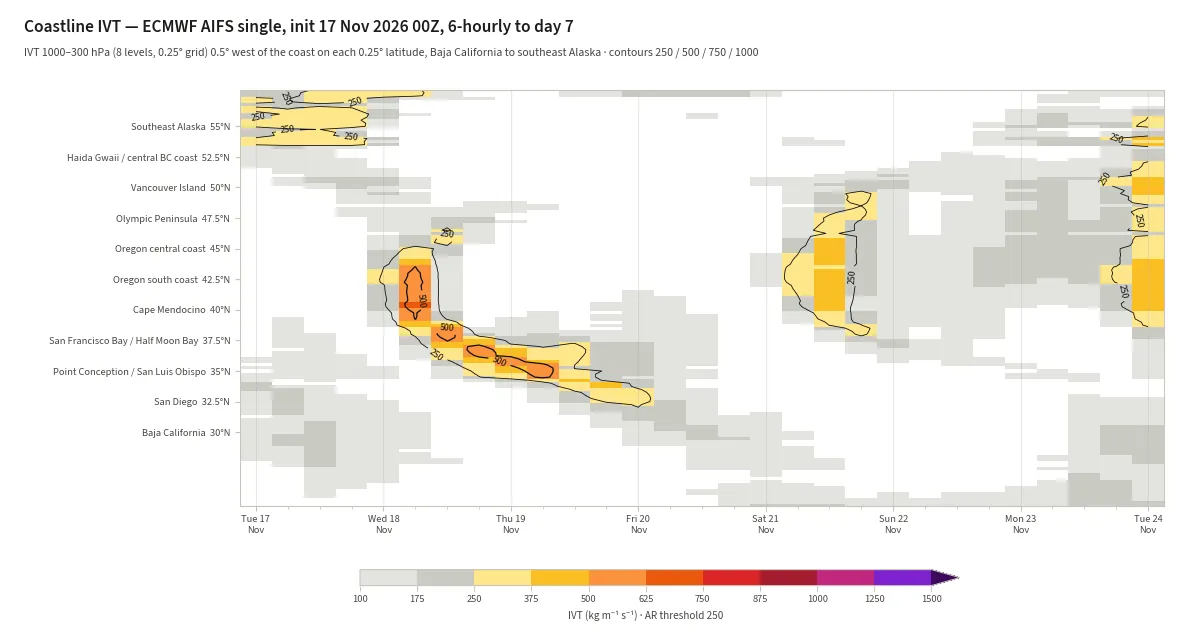 Coastline IVT — ECMWF AIFS single, init 17 Nov 2026 00Z, 6-hourly to day 7
IVT 1000–300 hPa (8 levels, 0.25° grid) 0.5° west of the coast on each 0.25° latitude, Baja California to southeast Alaska · contours 250 / 500 / 750 / 1000
250
250
250
250
250
Southeast Alaska 55°N
250
Haida Gwaii / central BC coast 52.5°N
250
Vancouver Island 50°N
Olympic Peninsula 47.5°N
250
250
Oregon central coast 45°N
Oregon south coast 42.5°N
250
250
500
Cape Mendocino 40°N
500
San Francisco Bay / Half Moon Bay 37.5°N
250
500
Point Conception / San Luis Obispo 35°N
San Diego 32.5°N
Baja California 30°N
Tue 17 Wed 18 Thu 19 Fri 20 Sat 21 Sun 22 Mon 23 Tue 24
Nov Nov Nov Nov Nov Nov Nov Nov
100 175 250 375 500 625 750 875 1000 1250 1500
IVT (kg m⁻¹ s⁻¹) · AR threshold 250